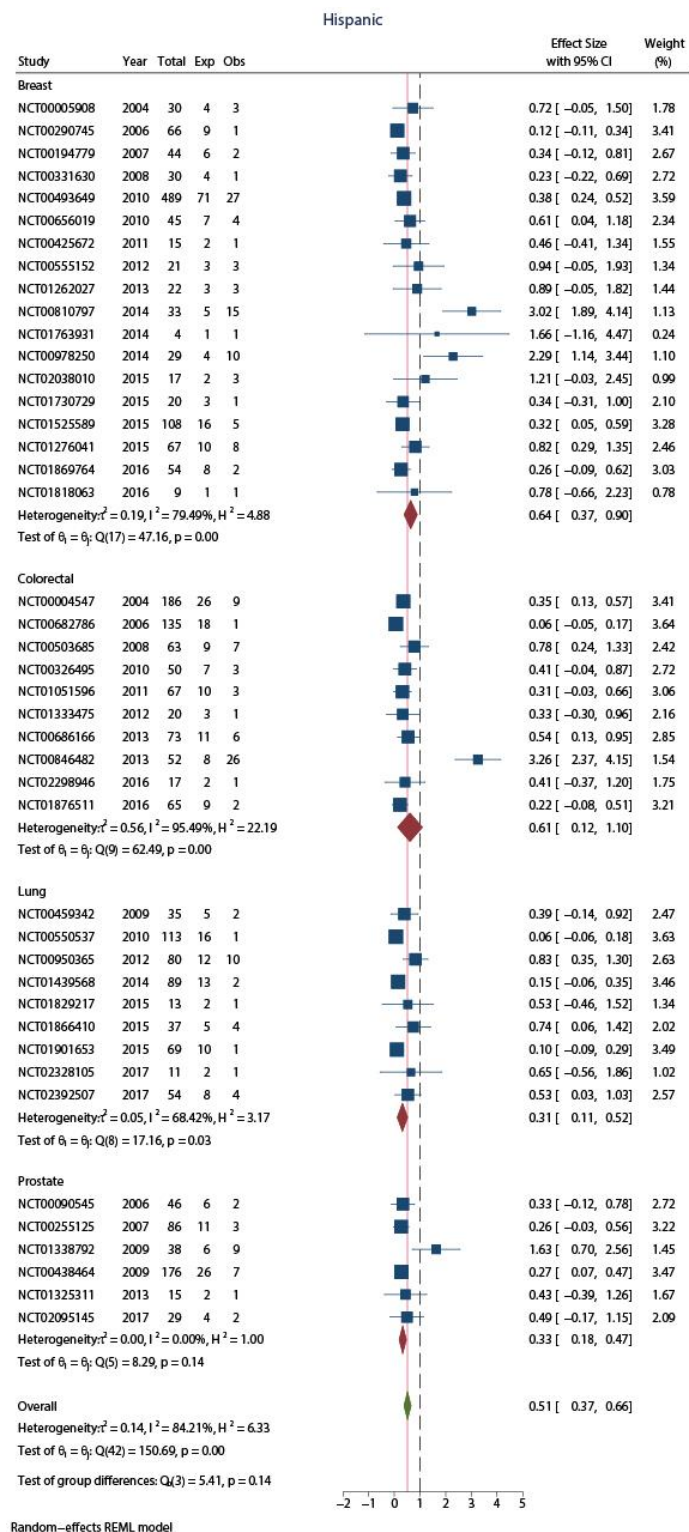 Hispanic
Effect Size Weight
Study Year Total Exp Obs with 95% CI (%)
Breast
NCT00005908 2004 30 4 3 0.72 [ −0.05, 1.50) 1.78
NCT00290745 2006 66 9 1 0.12 [ −0.11, 0.34) 3.41
NCT00194779 2007 44 6 2 0.34 [ −0.12, 0.81) 2.67
NCT00331630 2008 30 4 1 0.23 [ −0.22, 0.69) 2.72
NCT00493649 2010 489 71 27 0.38 [ 0.24, 0.52) 3.59
NCT00656019 2010 45 7 4 0.61 [ 0.04, 1.18) 2.34
NCT00425672 2011 15 2 1 0.46 [ −0.41, 1.34) 1.55
NCT00555152 2012 21 3 3 0.94 [ −0.05, 1.93) 1.34
NCT01262027 2013 22 3 3 0.89 [ −0.05, 1.82) 1.44
NCT00810797 2014 33 5 15 3.02 [ 1.89, 4.14) 1.13
NCT01763931 2014 4 1 1 1.66 [ −1.16, 4.47) 0.24
NCT00978250 2014 29 4 10 2.29 [ 1.14, 3.44) 1.10
NCT02038010 2015 17 2 3 1.21 [ −0.03, 2.45) 0.99
NCT01730729 2015 20 3 1 0.34 [ −0.31, 1.00) 2.10
NCT01525589 2015 108 16 5 0.32 [ 0.05, 0.59) 3.28
NCT01276041 2015 67 10 8 0.82 [ 0.29, 1.35) 2.46
NCT01869764 2016 54 8 2 0.26 [ −0.09, 0.62) 3.03
NCT01818063 2016 9 1 1 0.78 [ −0.66, 2.23) 0.78
Heterogeneity:τ² = 0.19, I² = 79.49%, H² = 4.88 0.64 [ 0.37, 0.90)
Test of θᵢ = θⱼ: Q(17) = 47.16, p = 0.00
Colorectal
NCT00004547 2004 186 26 9 0.35 [ 0.13, 0.57) 3.41
NCT00682786 2006 135 18 1 0.06 [ −0.05, 0.17) 3.64
NCT00503685 2008 63 9 7 0.78 [ 0.24, 1.33) 2.42
NCT00326495 2010 50 7 3 0.41 [ −0.04, 0.87) 2.72
NCT01051596 2011 67 10 3 0.31 [ −0.03, 0.66) 3.06
NCT01333475 2012 20 3 1 0.33 [ −0.30, 0.96) 2.16
NCT00686166 2013 73 11 6 0.54 [ 0.13, 0.95) 2.85
NCT00846482 2013 52 8 26 3.26 [ 2.37, 4.15) 1.54
NCT02298946 2016 17 2 1 0.41 [ −0.37, 1.20) 1.75
NCT01876511 2016 65 9 2 0.22 [ −0.08, 0.51) 3.21
Heterogeneity:τ² = 0.56, I² = 95.49%, H² = 22.19 0.61 [ 0.12, 1.10)
Test of θᵢ = θⱼ: Q(9) = 62.49, p = 0.00
Lung
NCT00459342 2009 35 5 2 0.39 [ −0.14, 0.92) 2.47
NCT00550537 2010 113 16 1 0.06 [ −0.06, 0.18) 3.63
NCT00950365 2012 80 12 10 0.83 [ 0.35, 1.30) 2.63
NCT01439568 2014 89 13 2 0.15 [ −0.06, 0.35) 3.46
NCT01829217 2015 13 2 1 0.53 [ −0.46, 1.52) 1.34
NCT01866410 2015 37 5 4 0.74 [ 0.06, 1.42) 2.02
NCT01901653 2015 69 10 1 0.10 [ −0.09, 0.29) 3.49
NCT02328105 2017 11 2 1 0.65 [ −0.56, 1.86) 1.02
NCT02392507 2017 54 8 4 0.53 [ 0.03, 1.03) 2.57
Heterogeneity:τ² = 0.05, I² = 68.42%, H² = 3.17 0.31 [ 0.11, 0.52)
Test of θᵢ = θⱼ: Q(8) = 17.16, p = 0.03
Prostate
NCT00090545 2006 46 6 2 0.33 [ −0.12, 0.78) 2.72
NCT00255125 2007 86 11 3 0.26 [ −0.03, 0.56) 3.22
NCT01338792 2009 38 6 9 1.63 [ 0.70, 2.56) 1.45
NCT00438464 2009 176 26 7 0.27 [ 0.07, 0.47) 3.47
NCT01325311 2013 15 2 1 0.43 [ −0.39, 1.26) 1.67
NCT02095145 2017 29 4 2 0.49 [ −0.17, 1.15) 2.09
Heterogeneity:τ² = 0.00, I² = 0.00%, H² = 1.00 0.33 [ 0.18, 0.47)
Test of θᵢ = θⱼ: Q(5) = 8.29, p = 0.14
Overall 0.51 [ 0.37, 0.66)
Heterogeneity:τ² = 0.14, I² = 84.21%, H² = 6.33
Test of θᵢ = θⱼ: Q(42) = 150.69, p = 0.00
Test of group differences: Q_b(3) = 5.41, p = 0.14
−2 −1 0 1 2 3 4 5
Random−effects REML model